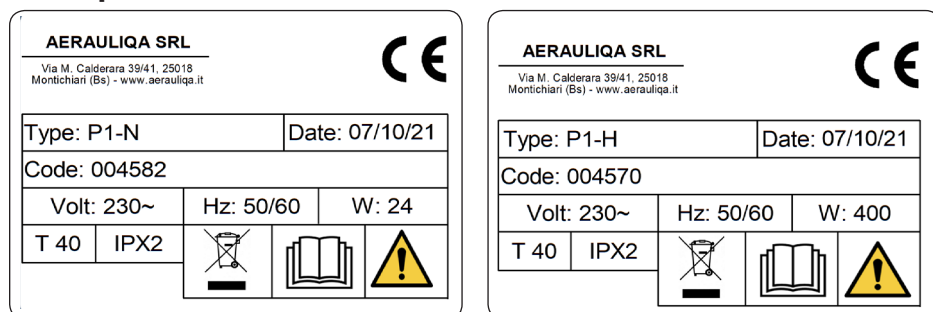 AERAULIQA SRL
Via M. Calderara 39/41, 25018
Montichiari (Bs) - www.aerauliqa.it
CE
Type: P1-N Date: 07/10/21
Code: 004582
Volt: 230~ Hz: 50/60 W: 24
T 40 IPX2
AERAULIQA SRL
Via M. Calderara 39/41, 25018
Montichiari (Bs) - www.aerauliqa.it
CE
Type: P1-H Date: 07/10/21
Code: 004570
Volt: 230~ Hz: 50/60 W: 400
T 40 IPX2